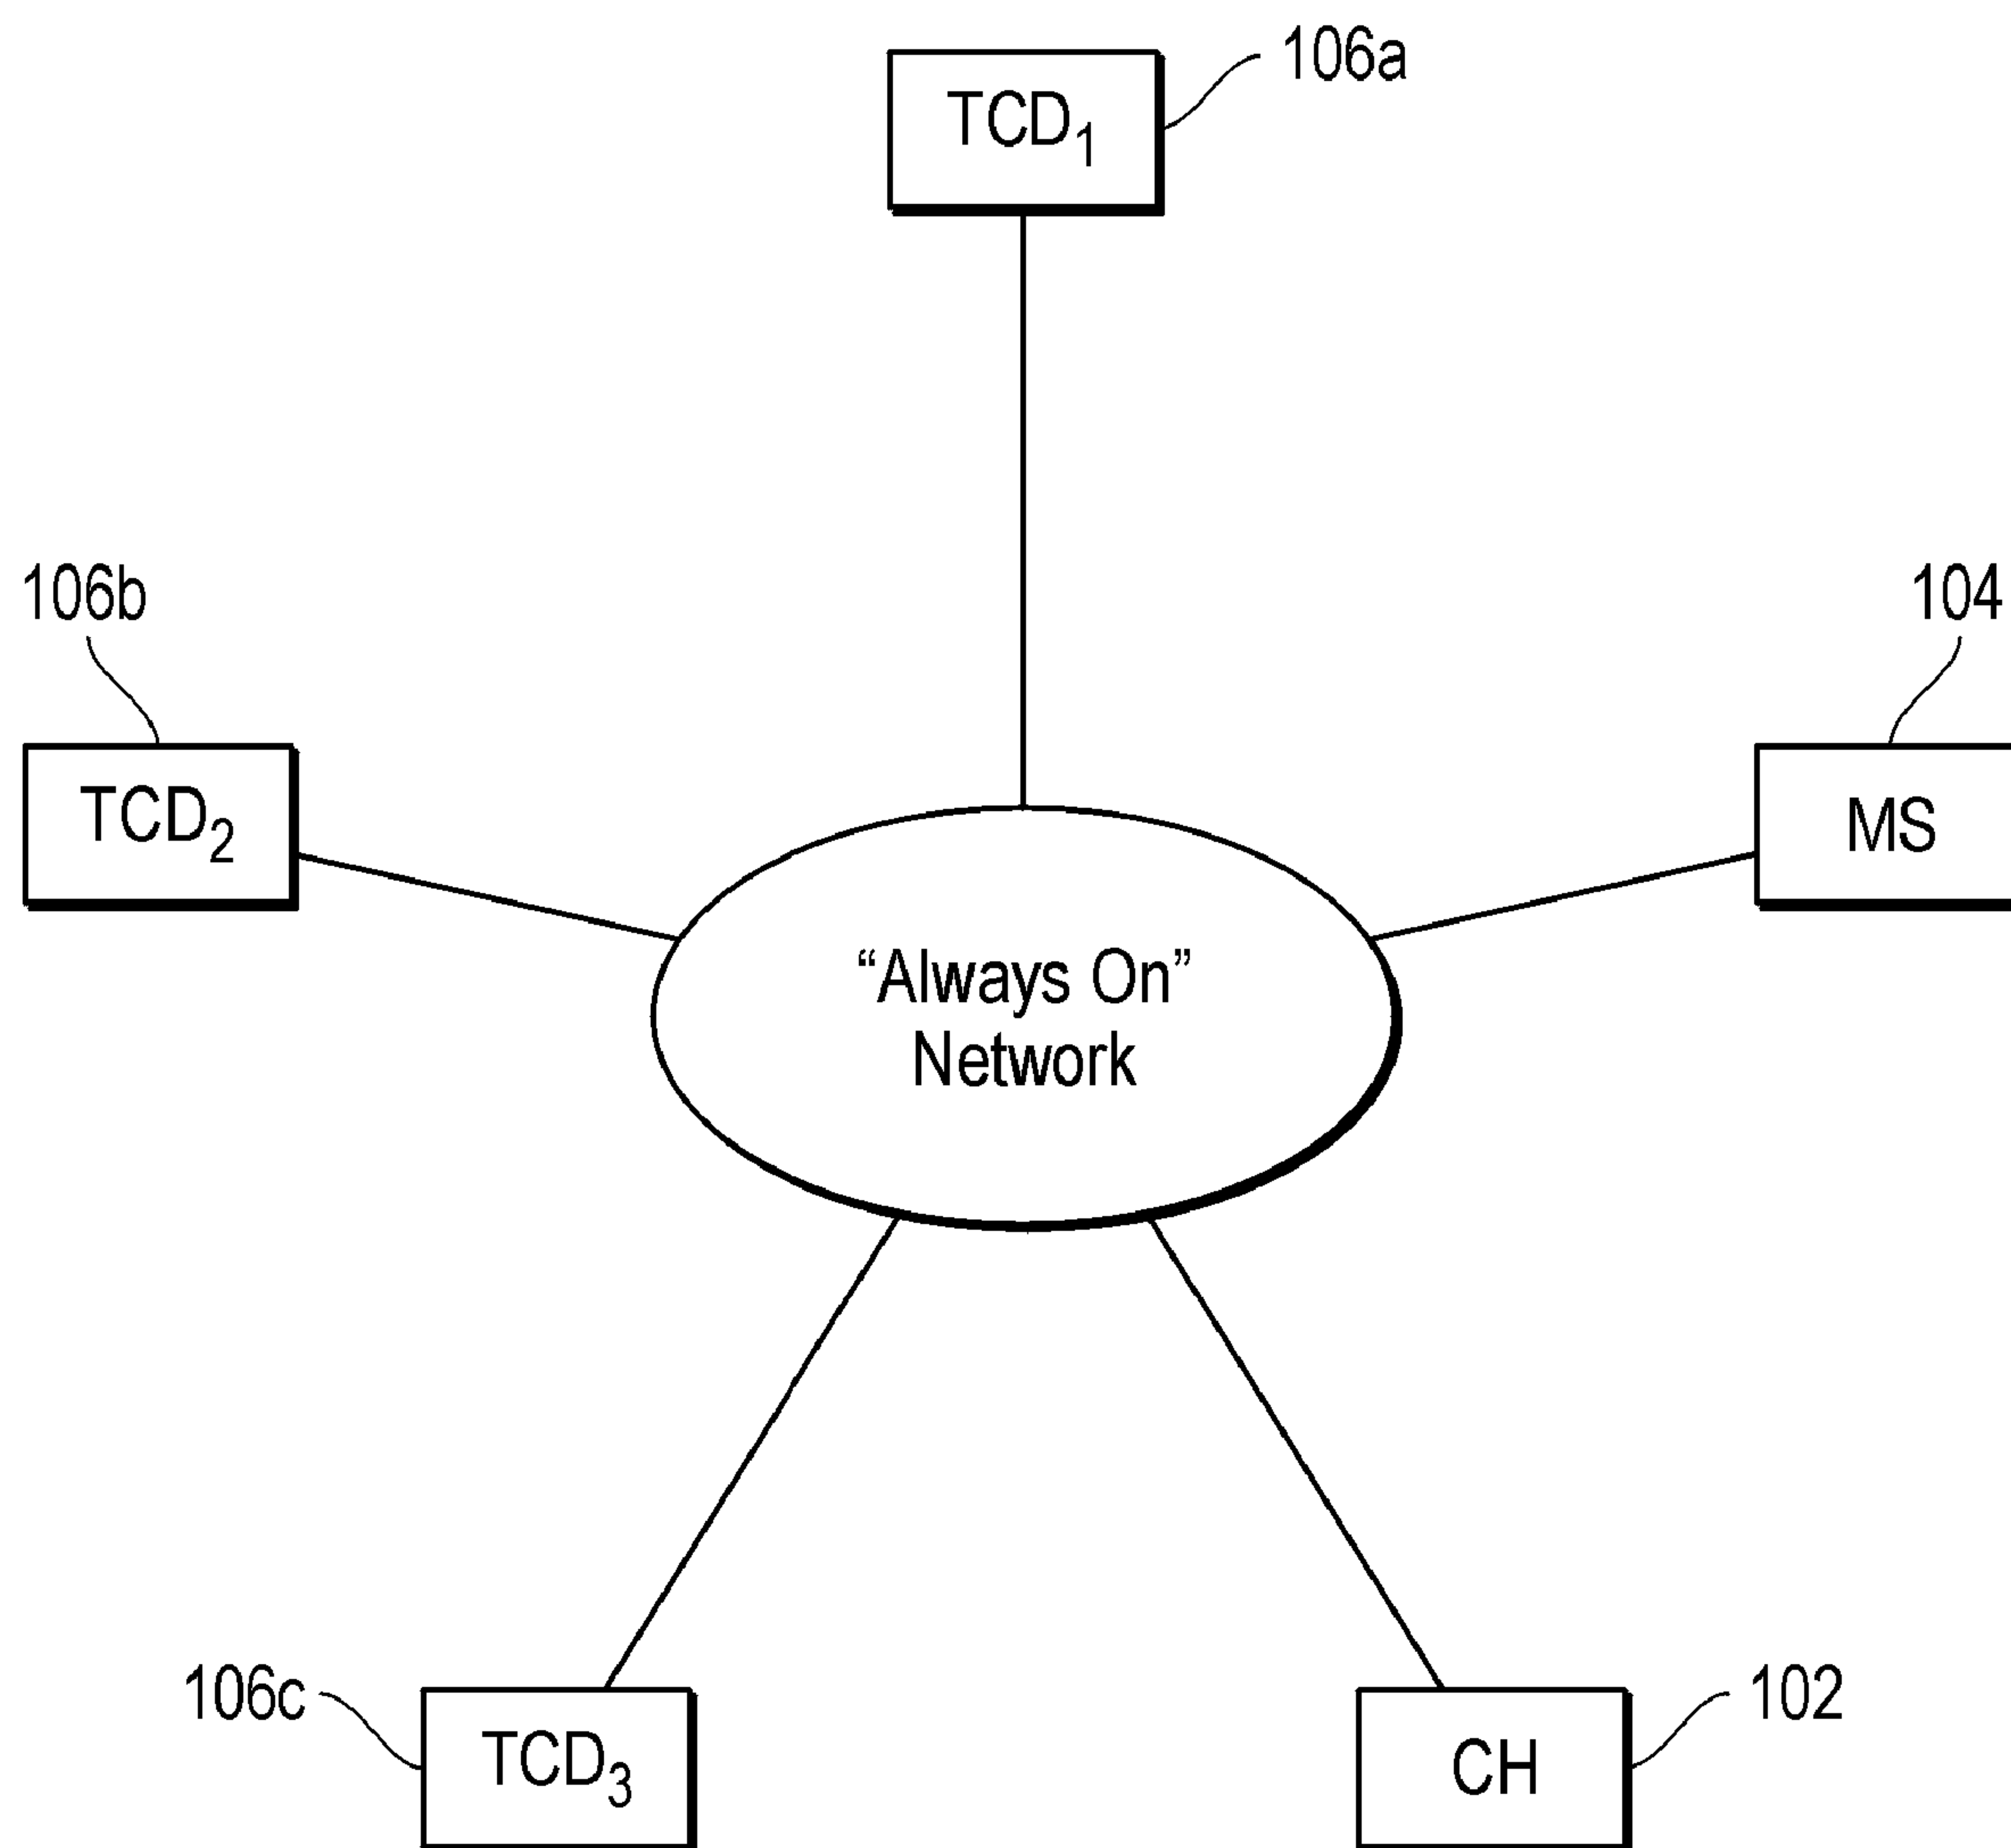 106a
TCD₁
106b
104
TCD₂
MS
“Always On”
Network
106c
102
TCD₃
CH